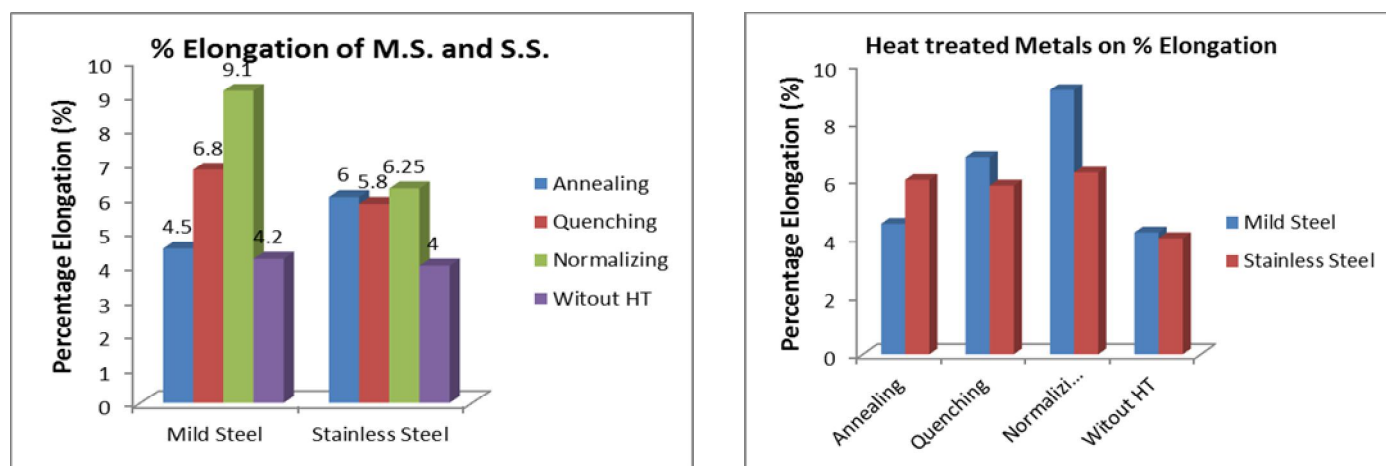 % Elongation of M.S. and S.S.
Percentage Elongation (%)
10
9
8
7
6
5
4
3
2
1
0
4.5
6.8
9.1
4.2
6
5.8
6.25
4
Mild Steel
Stainless Steel
Annealing
Quenching
Normalizing
Witout HT
Heat treated Metals on % Elongation
Percentage Elongation (%)
10
8
6
4
2
0
Annealing
Quenching
Normalizi...
Witout HT
Mild Steel
Stainless Steel